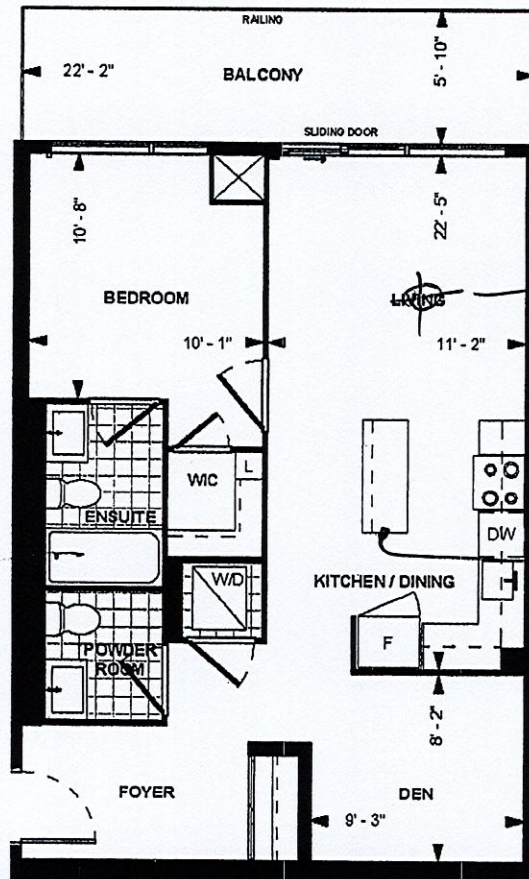 RAILING
22' - 2"
BALCONY
5' - 10"
SLIDING DOOR
10' - 8"
22' - 5"
BEDROOM
LIVING
10' - 1"
11' - 2"
WIC
L
ENSUITE
DW
W/D
KITCHEN / DINING
F
POWDER
ROOM
8' - 2"
FOYER
DEN
9' - 3"